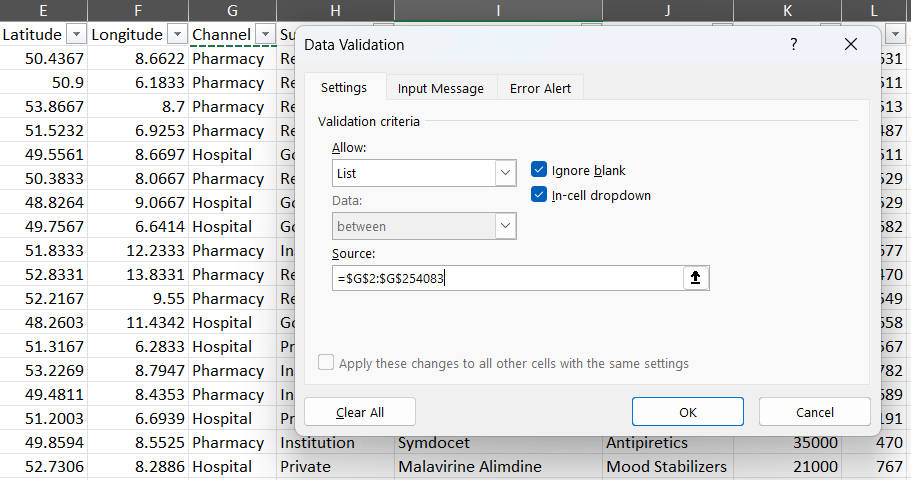 E F G H I J K L
Latitude Longitude Channel Su
Data Validation ? ×
50.4367 8.6622 Pharmacy Re 531
Settings Input Message Error Alert
50.9 6.1833 Pharmacy Re 511
53.8667 8.7 Pharmacy Re 513
Validation criteria
51.5232 6.9253 Pharmacy Re 487
Allow:
49.5561 8.6697 Hospital Go 511
List Ignore blank
50.3833 8.0667 Pharmacy Re 529
Data: In-cell dropdown
48.8264 9.0667 Hospital Go 529
between
49.7567 6.6414 Hospital Go 582
51.8333 12.2333 Pharmacy In 577
Source:
52.8331 13.8331 Pharmacy Re 470
=$G$2:$G$254083
52.2167 9.55 Pharmacy Re 549
48.2603 11.4342 Hospital Go 558
51.3167 6.2833 Hospital Pr 567
Apply these changes to all other cells with the same settings
53.2269 8.7947 Pharmacy In 782
49.4811 8.4353 Pharmacy In 589
51.2003 6.6939 Hospital Pr 191
Clear All OK Cancel
49.8594 8.5525 Pharmacy Institution Symdocet Antipiretics 35000 470
52.7306 8.2886 Hospital Private Malavirine Alimdine Mood Stabilizers 21000 767